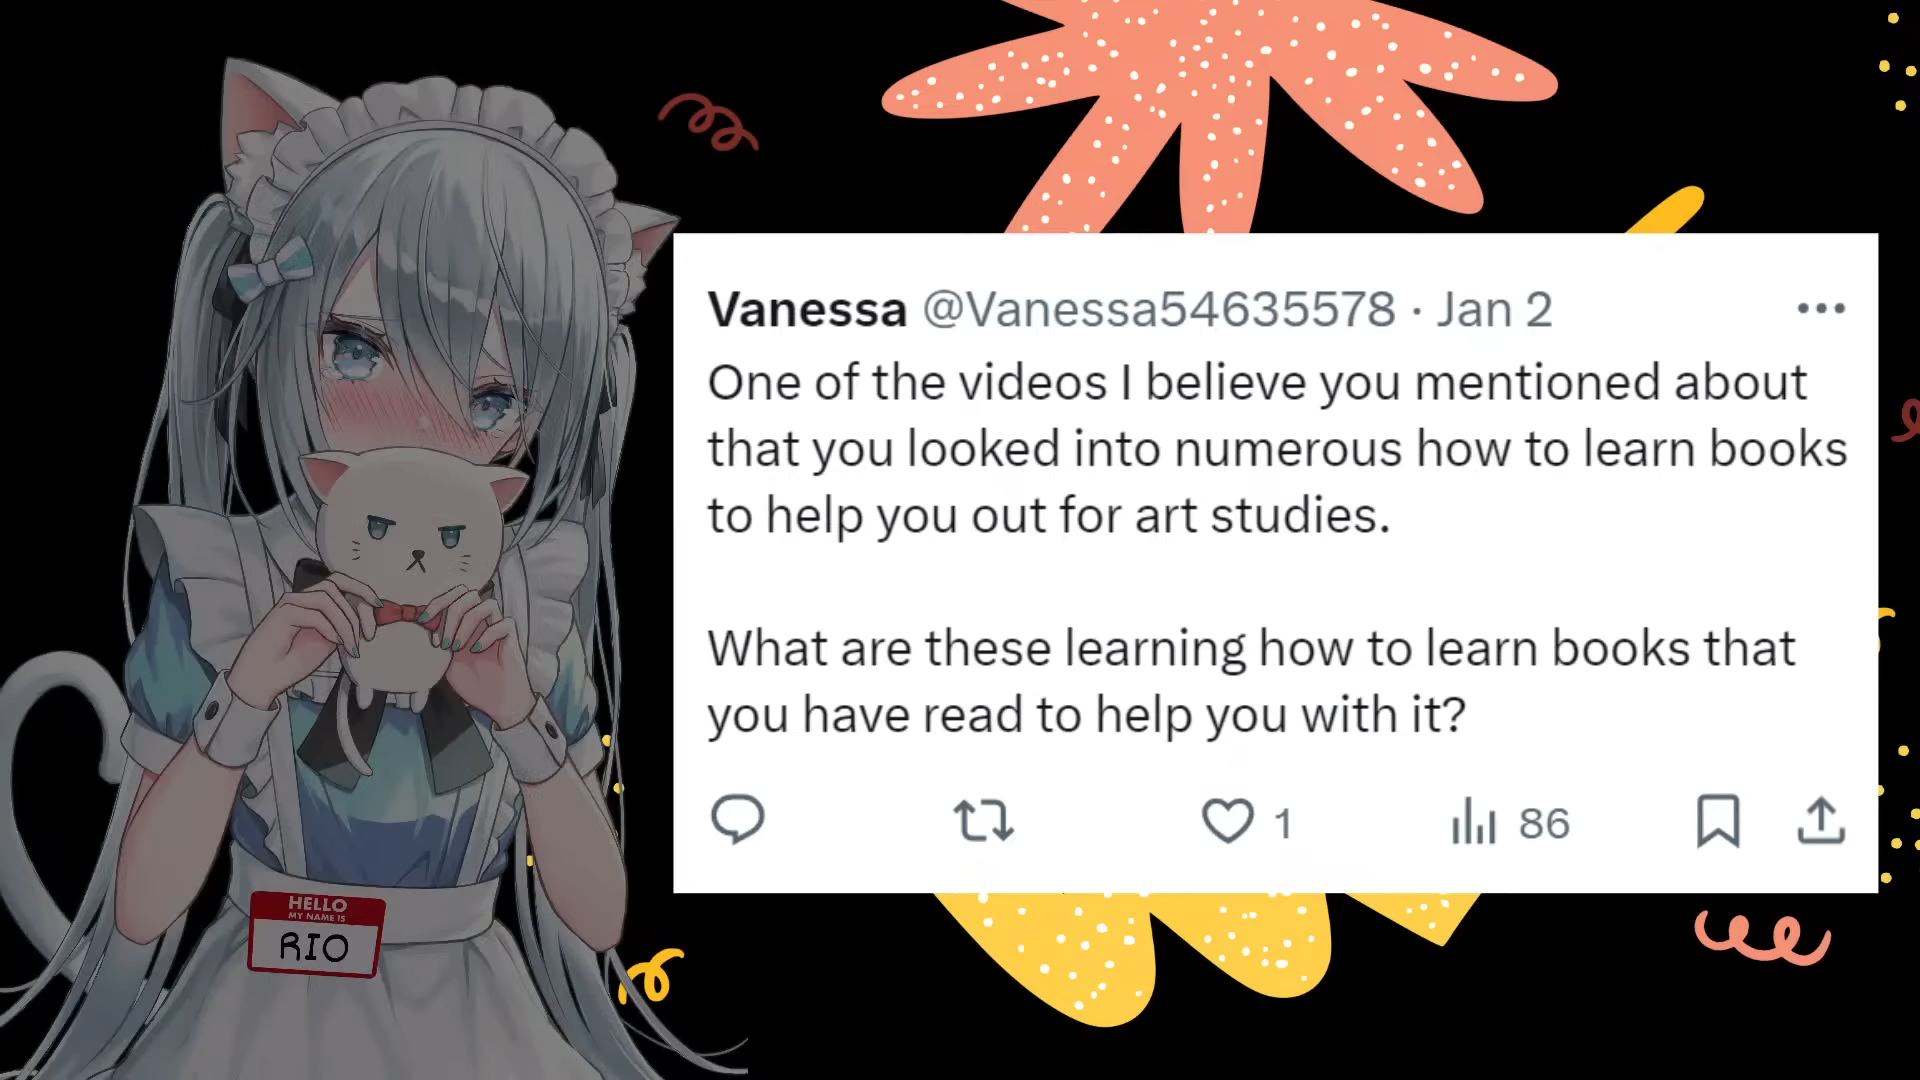 Vanessa @Vanessa54635578 · Jan 2
One of the videos I believe you mentioned about
that you looked into numerous how to learn books
to help you out for art studies.
What are these learning how to learn books that
you have read to help you with it?
1 86
HELLO
MY NAME IS
RIO